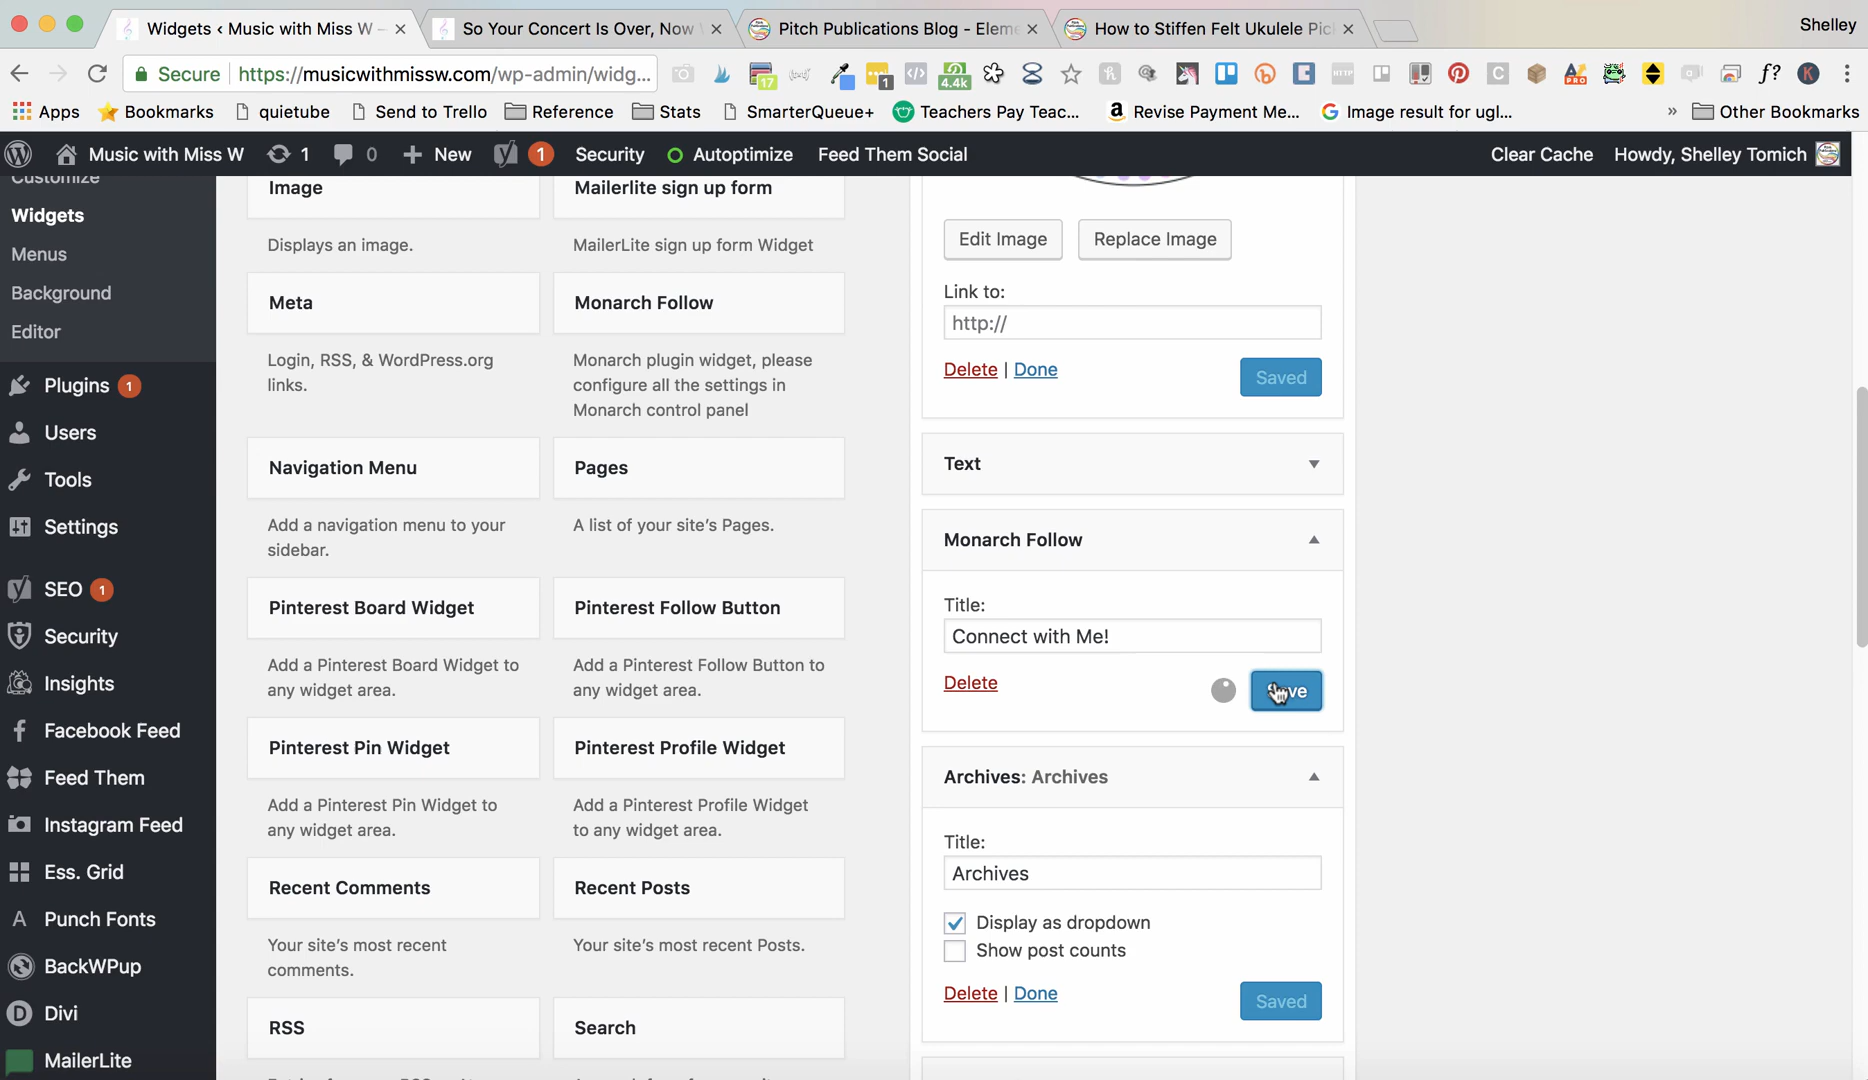 Widgets ‹ Music with Miss W –
So Your Concert Is Over, Now
Pitch Publications Blog - Eleme
How to Stiffen Felt Ukulele Pic
Shelley
Secure
https://musicwithmissw.com/wp-admin/widg...
17
1
4.4k
PRO
f?
K
Apps
Bookmarks
quietube
Send to Trello
Reference
Stats
SmarterQueue+
Teachers Pay Teac...
Revise Payment Me...
Image result for ugl...
»
Other Bookmarks
Music with Miss W
1
0
New
1
Security
Autoptimize
Feed Them Social
Clear Cache
Howdy, Shelley Tomich
Customize
Widgets
Menus
Background
Editor
Plugins 1
Users
Tools
Settings
SEO 1
Security
Insights
Facebook Feed
Feed Them
Instagram Feed
Ess. Grid
Punch Fonts
BackWPup
Divi
MailerLite
Image
Displays an image.
Meta
Login, RSS, & WordPress.org
links.
Navigation Menu
Add a navigation menu to your
sidebar.
Pinterest Board Widget
Add a Pinterest Board Widget to
any widget area.
Pinterest Pin Widget
Add a Pinterest Pin Widget to
any widget area.
Recent Comments
Your site's most recent
comments.
RSS
Mailerlite sign up form
MailerLite sign up form Widget
Monarch Follow
Monarch plugin widget, please
configure all the settings in
Monarch control panel
Pages
A list of your site's Pages.
Pinterest Follow Button
Add a Pinterest Follow Button to
any widget area.
Pinterest Profile Widget
Add a Pinterest Profile Widget
to any widget area.
Recent Posts
Your site's most recent Posts.
Search
Edit Image
Replace Image
Link to:
http://
Delete | Done
Saved
Text
Monarch Follow
Title:
Connect with Me!
Delete
Archives: Archives
Title:
Archives
Display as dropdown
Show post counts
Delete | Done
Saved